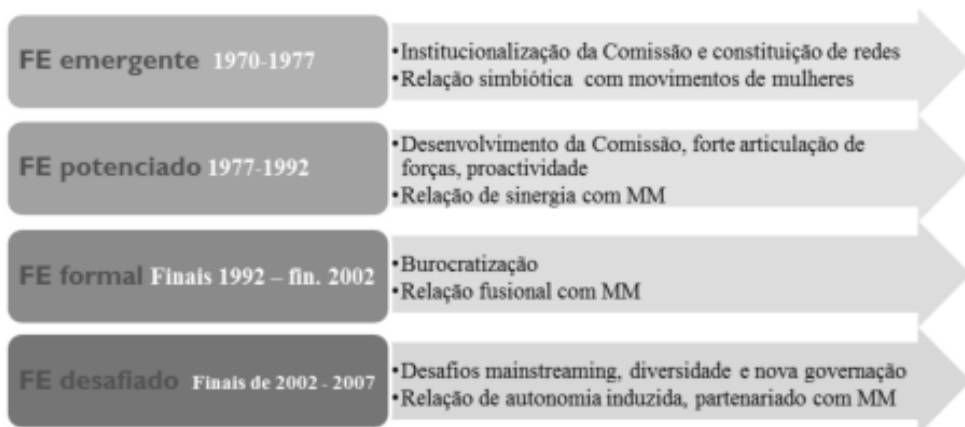 FE emergente 1970-1977
•Institucionalização da Comissão e constituição de redes
•Relação simbiótica com movimentos de mulheres
FE potenciado 1977-1992
•Desenvolvimento da Comissão, forte articulação de
forças, proactividade
•Relação de sinergia com MM
FE formal Finais 1992 – fin. 2002
•Burocratização
•Relação fusional com MM
FE desafiado Finais de 2002 - 2007
•Desafios mainstreaming, diversidade e nova governação
•Relação de autonomia induzida, partenariado com MM